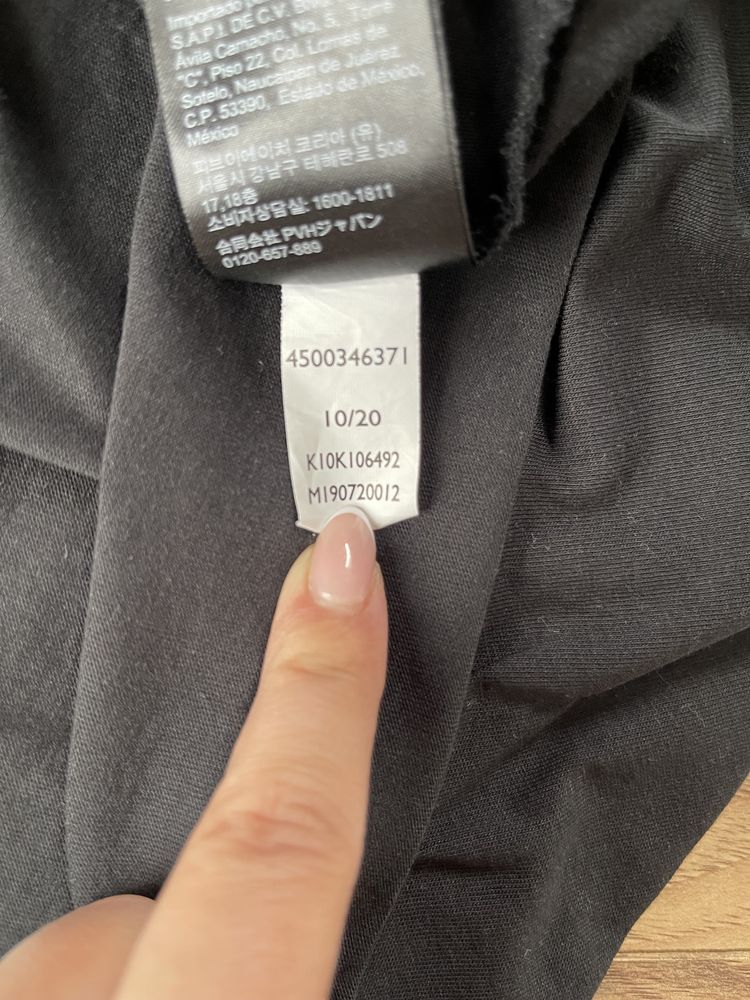 Importado
S.A.P.I. DE C.V. Blvd
Ávila Camacho, No. 5, Torre
"C", Piso 22, Col. Lomas de
Sotelo, Naucalpan de Juárez
C.P. 53390, Estado de México,
México
피브이에이치 코리아 (유)
서울시 강남구 테헤란로 508
17,18층
소비자상담실: 1600-1811
合同会社 PVHジャパン
0120-657-889
4500346371
10/20
K10K106492
M190720012